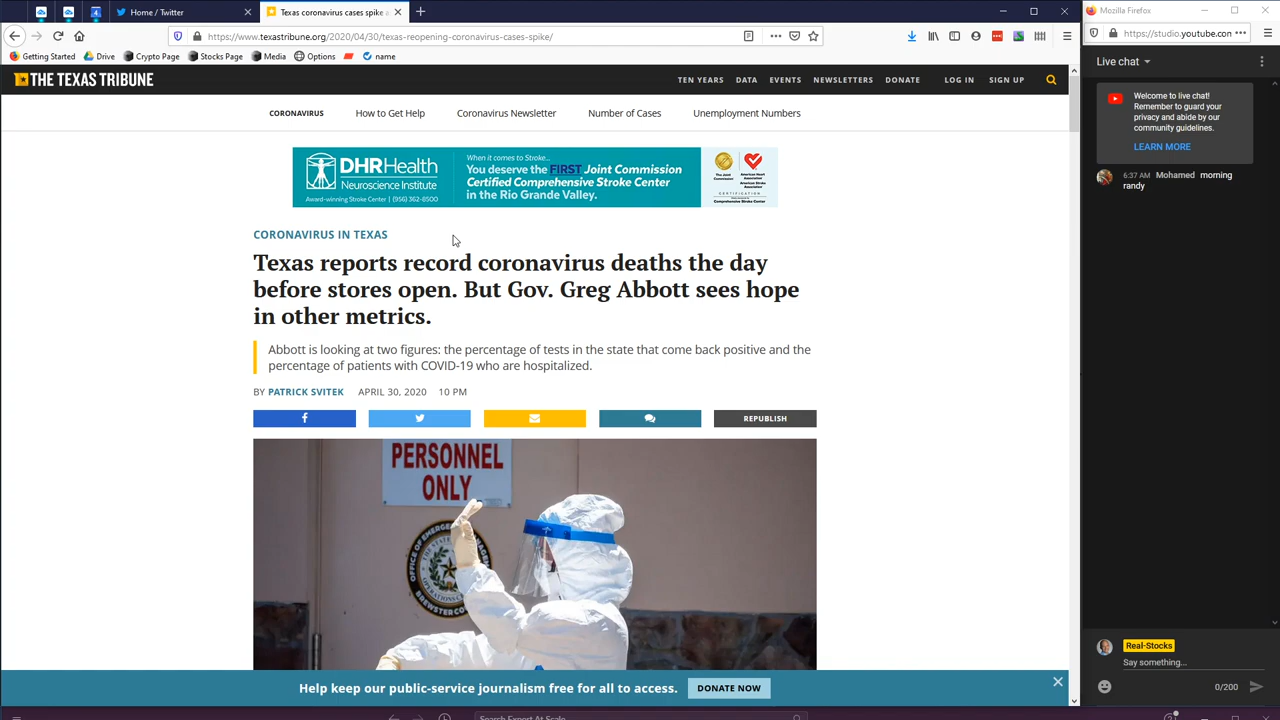 Home / Twitter
Texas coronavirus cases spike a
Mozilla Firefox
https://www.texastribune.org/2020/04/30/texas-reopening-coronavirus-cases-spike/
https://studio.youtube.con
Getting Started
Drive
Crypto Page
Stocks Page
Media
Options
name
Live chat
THE TEXAS TRIBUNE
TEN YEARS
DATA
EVENTS
NEWSLETTERS
DONATE
LOG IN
SIGN UP
CORONAVIRUS
How to Get Help
Coronavirus Newsletter
Number of Cases
Unemployment Numbers
Welcome to live chat!
Remember to guard your
privacy and abide by our
community guidelines.
LEARN MORE
6:37 AM Mohamed morning
randy
DHR Health
Neuroscience Institute
Award-winning Stroke Center | (956) 362-8500
When it comes to Stroke...
You deserve the FIRST Joint Commission
Certified Comprehensive Stroke Center
in the Rio Grande Valley.
CORONAVIRUS IN TEXAS
Texas reports record coronavirus deaths the day
before stores open. But Gov. Greg Abbott sees hope
in other metrics.
Abbott is looking at two figures: the percentage of tests in the state that come back positive and the
percentage of patients with COVID-19 who are hospitalized.
BY PATRICK SVITEK APRIL 30, 2020 10 PM
REPUBLISH
PERSONNEL
ONLY
Help keep our public-service journalism free for all to access.
DONATE NOW
Real-Stocks
Say something...
0/200